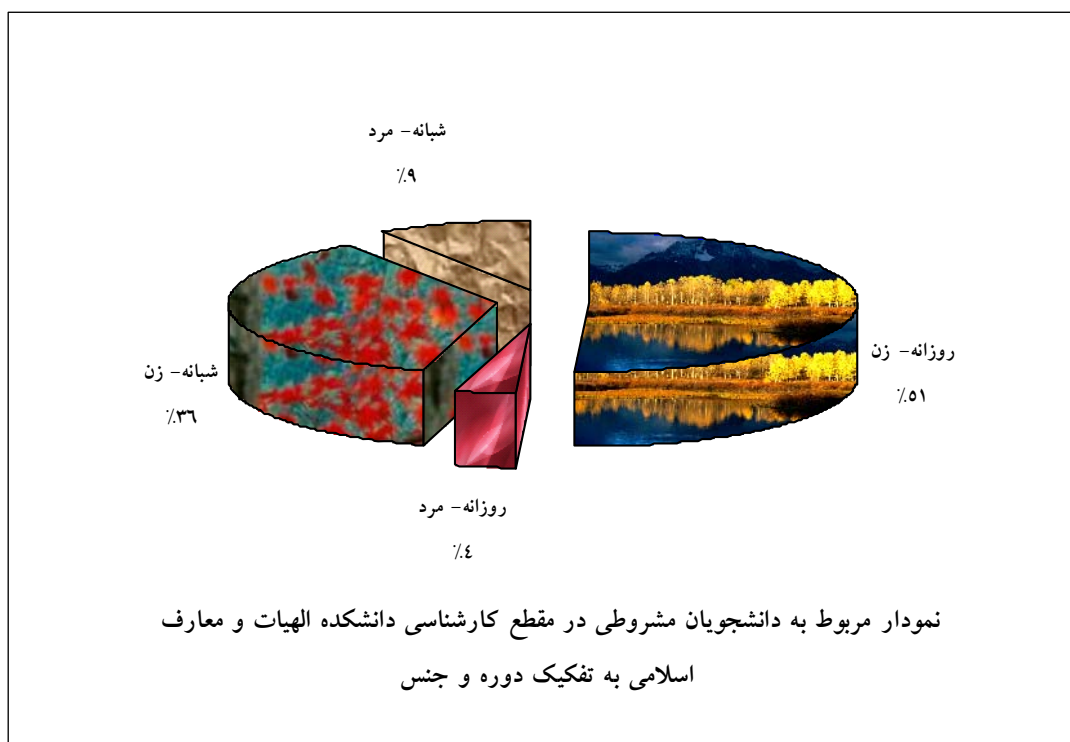 شبانه- مرد
٪۹
روزانه- زن
٪۵۱
شبانه- زن
٪۳۶
روزانه- مرد
٪٤
نمودار مربوط به دانشجویان مشروطی در مقطع کارشناسی دانشکده الهیات و معارف
اسلامی به تفکیک دوره و جنس